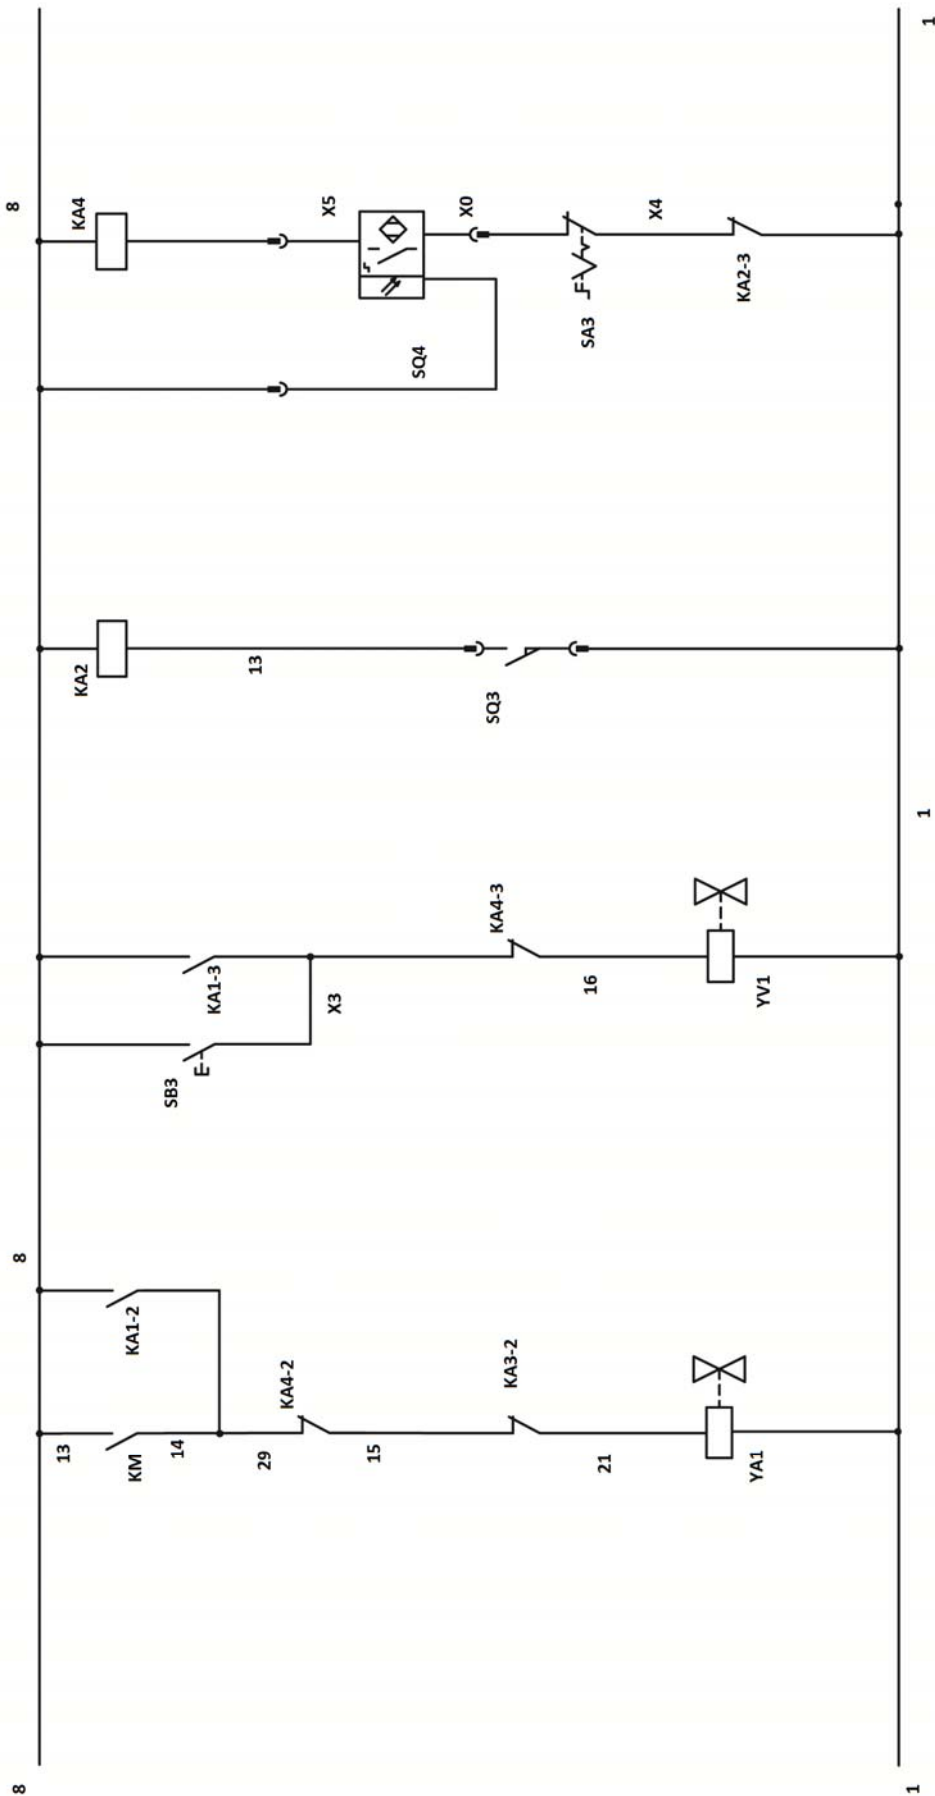 8
8
8
13
KM
14
KA1-2
29
KA4-2
15
KA3-2
21
YA1
SB3
KA1-3
X3
KA4-3
16
YV1
KA2
13
SQ3
KA4
X5
SQ4
X0
SA3
X4
KA2-3
1
1
1